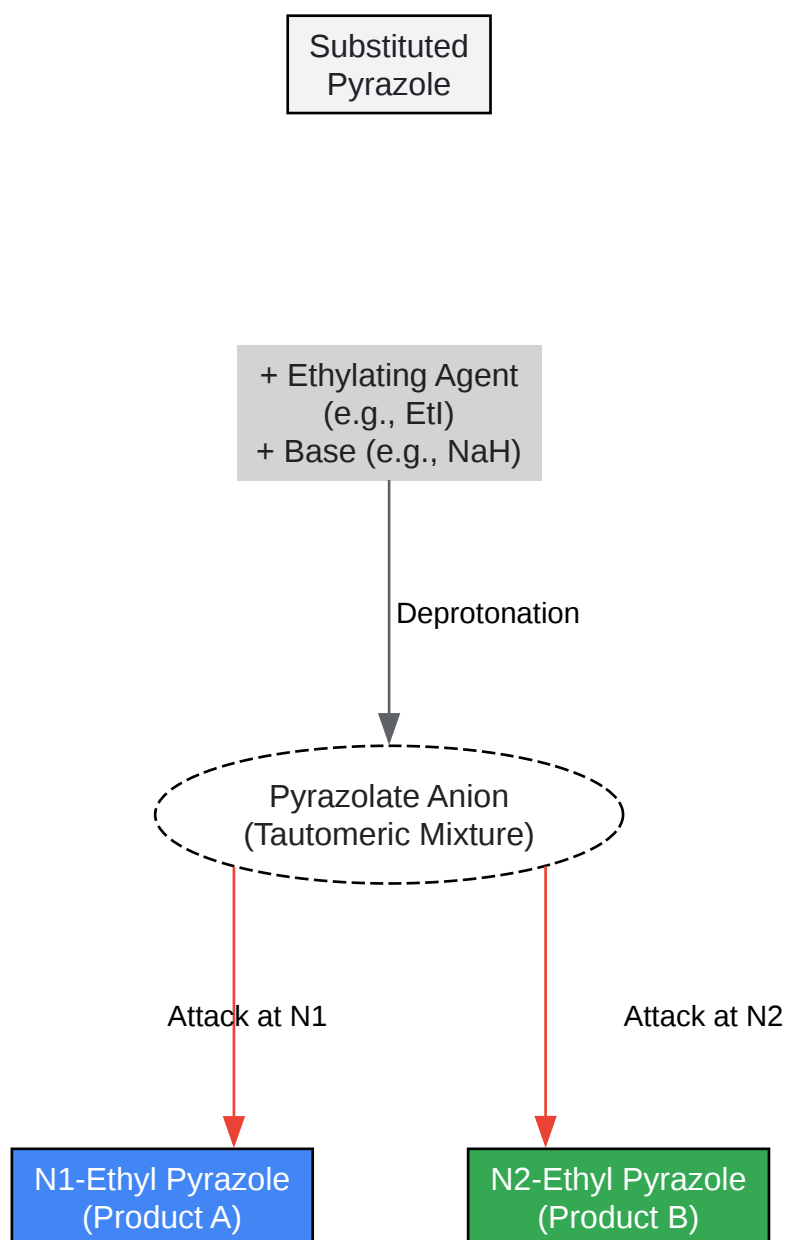 Substituted
Pyrazole
+ Ethylating Agent
(e.g., EtI)
+ Base (e.g., NaH)
Deprotonation
Pyrazolate Anion
(Tautomeric Mixture)
Attack at N1
Attack at N2
N1-Ethyl Pyrazole
(Product A)
N2-Ethyl Pyrazole
(Product B)